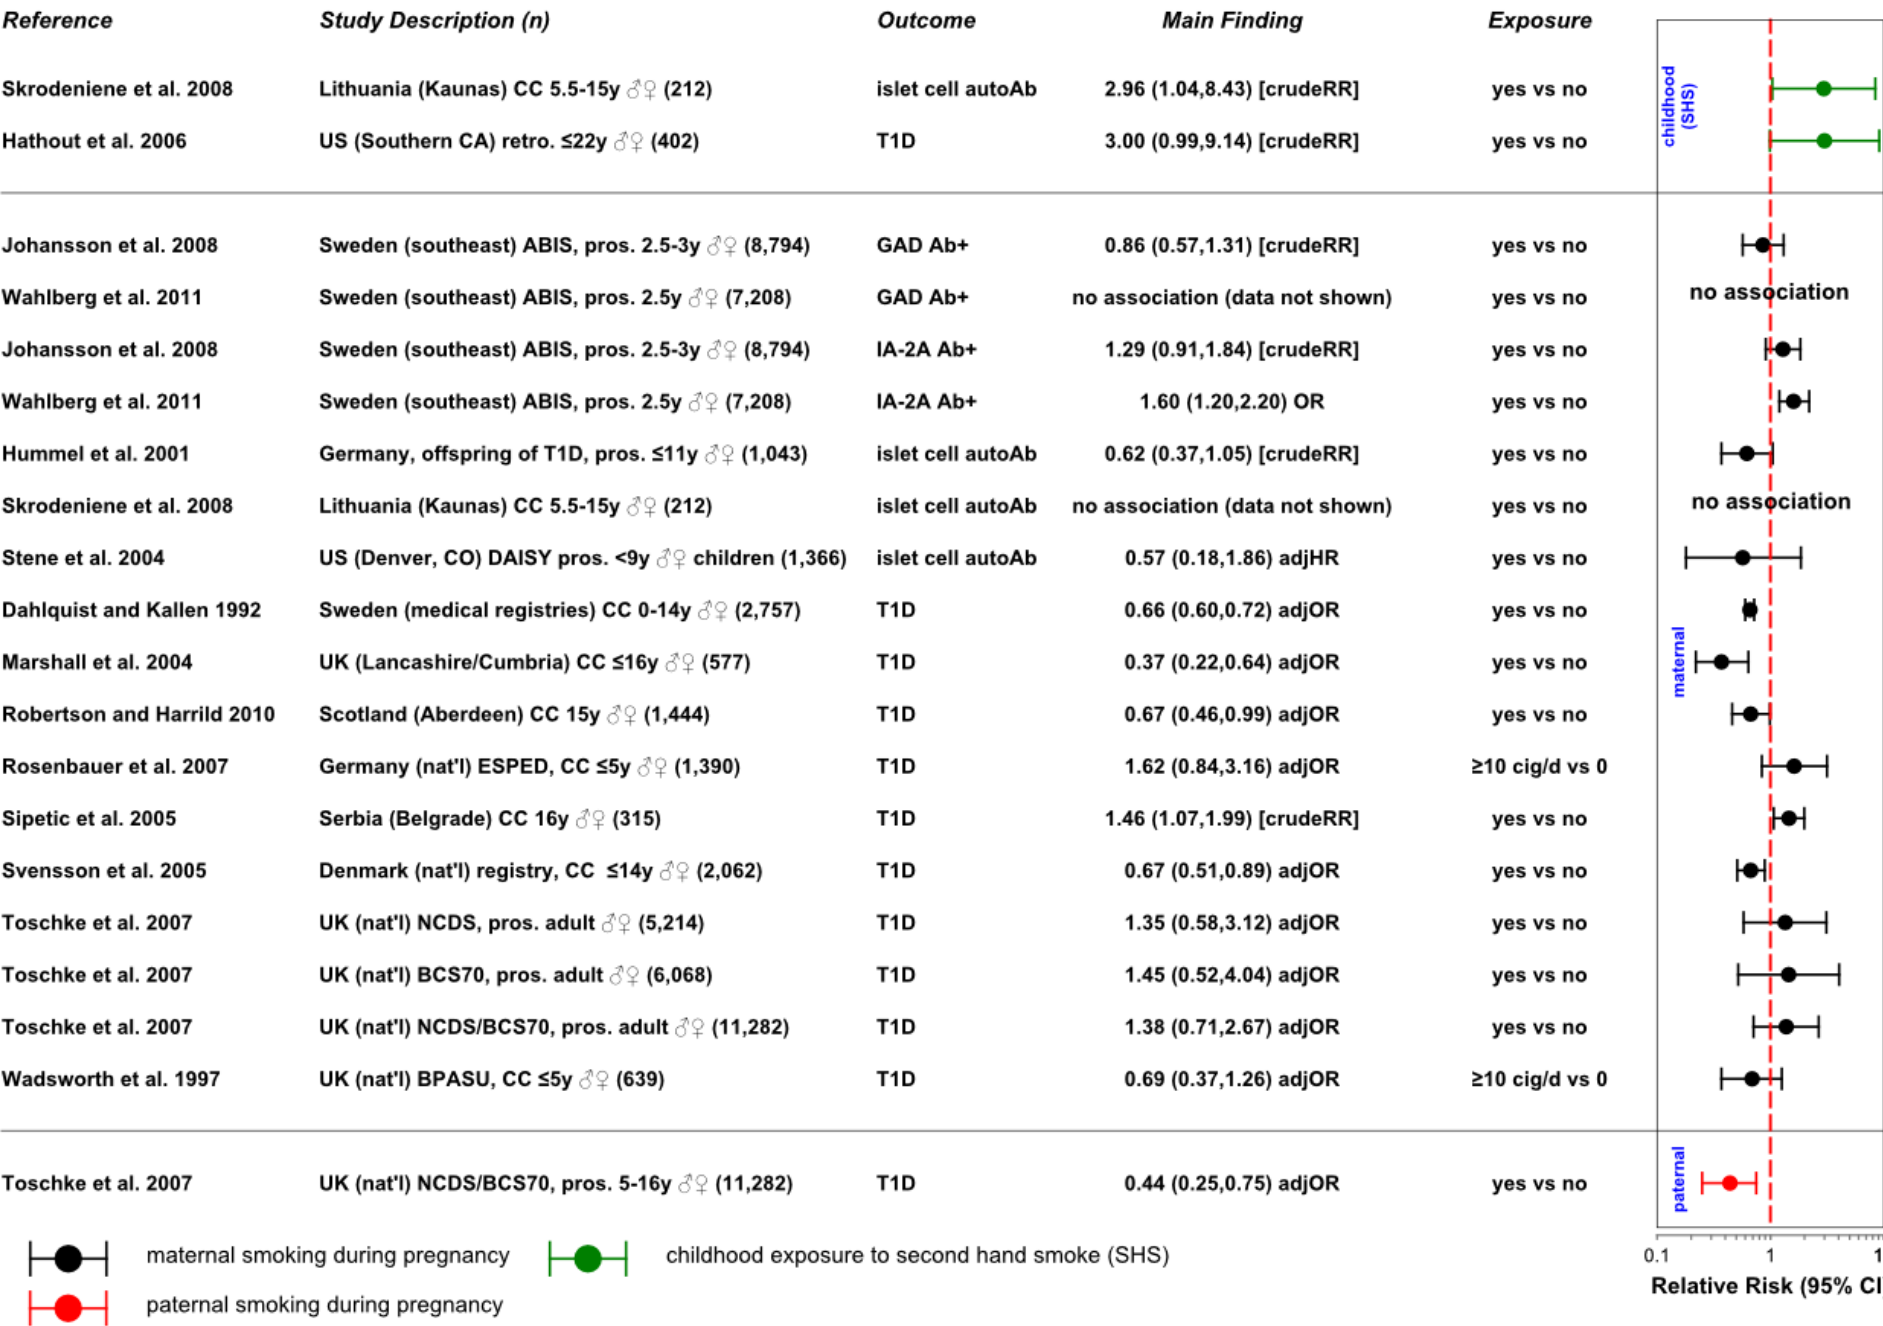 Reference Study Description (n) Outcome Main Finding Exposure
Skrodeniene et al. 2008 Lithuania (Kaunas) CC 5.5-15y ♂♀ (212) islet cell autoAb 2.96 (1.04,8.43) [crudeRR] yes vs no
Hathout et al. 2006 US (Southern CA) retro. ≤22y ♂♀ (402) T1D 3.00 (0.99,9.14) [crudeRR] yes vs no
childhood
(SHS)
Johansson et al. 2008 Sweden (southeast) ABIS, pros. 2.5-3y ♂♀ (8,794) GAD Ab+ 0.86 (0.57,1.31) [crudeRR] yes vs no
Wahlberg et al. 2011 Sweden (southeast) ABIS, pros. 2.5y ♂♀ (7,208) GAD Ab+ no association (data not shown) yes vs no no association
Johansson et al. 2008 Sweden (southeast) ABIS, pros. 2.5-3y ♂♀ (8,794) IA-2A Ab+ 1.29 (0.91,1.84) [crudeRR] yes vs no
Wahlberg et al. 2011 Sweden (southeast) ABIS, pros. 2.5y ♂♀ (7,208) IA-2A Ab+ 1.60 (1.20,2.20) OR yes vs no
Hummel et al. 2001 Germany, offspring of T1D, pros. ≤11y ♂♀ (1,043) islet cell autoAb 0.62 (0.37,1.05) [crudeRR] yes vs no
Skrodeniene et al. 2008 Lithuania (Kaunas) CC 5.5-15y ♂♀ (212) islet cell autoAb no association (data not shown) yes vs no no association
Stene et al. 2004 US (Denver, CO) DAISY pros. <9y ♂♀ children (1,366) islet cell autoAb 0.57 (0.18,1.86) adjHR yes vs no
Dahlquist and Kallen 1992 Sweden (medical registries) CC 0-14y ♂♀ (2,757) T1D 0.66 (0.60,0.72) adjOR yes vs no
Marshall et al. 2004 UK (Lancashire/Cumbria) CC ≤16y ♂♀ (577) T1D 0.37 (0.22,0.64) adjOR yes vs no
maternal
Robertson and Harrild 2010 Scotland (Aberdeen) CC 15y ♂♀ (1,444) T1D 0.67 (0.46,0.99) adjOR yes vs no
Rosenbauer et al. 2007 Germany (nat'l) ESPED, CC ≤5y ♂♀ (1,390) T1D 1.62 (0.84,3.16) adjOR ≥10 cig/d vs 0
Sipetic et al. 2005 Serbia (Belgrade) CC 16y ♂♀ (315) T1D 1.46 (1.07,1.99) [crudeRR] yes vs no
Svensson et al. 2005 Denmark (nat'l) registry, CC ≤14y ♂♀ (2,062) T1D 0.67 (0.51,0.89) adjOR yes vs no
Toschke et al. 2007 UK (nat'l) NCDS, pros. adult ♂♀ (5,214) T1D 1.35 (0.58,3.12) adjOR yes vs no
Toschke et al. 2007 UK (nat'l) BCS70, pros. adult ♂♀ (6,068) T1D 1.45 (0.52,4.04) adjOR yes vs no
Toschke et al. 2007 UK (nat'l) NCDS/BCS70, pros. adult ♂♀ (11,282) T1D 1.38 (0.71,2.67) adjOR yes vs no
Wadsworth et al. 1997 UK (nat'l) BPASU, CC ≤5y ♂♀ (639) T1D 0.69 (0.37,1.26) adjOR ≥10 cig/d vs 0
Toschke et al. 2007 UK (nat'l) NCDS/BCS70, pros. 5-16y ♂♀ (11,282) T1D 0.44 (0.25,0.75) adjOR yes vs no
paternal
0.1 1 1
Relative Risk (95% CI
maternal smoking during pregnancy childhood exposure to second hand smoke (SHS)
paternal smoking during pregnancy